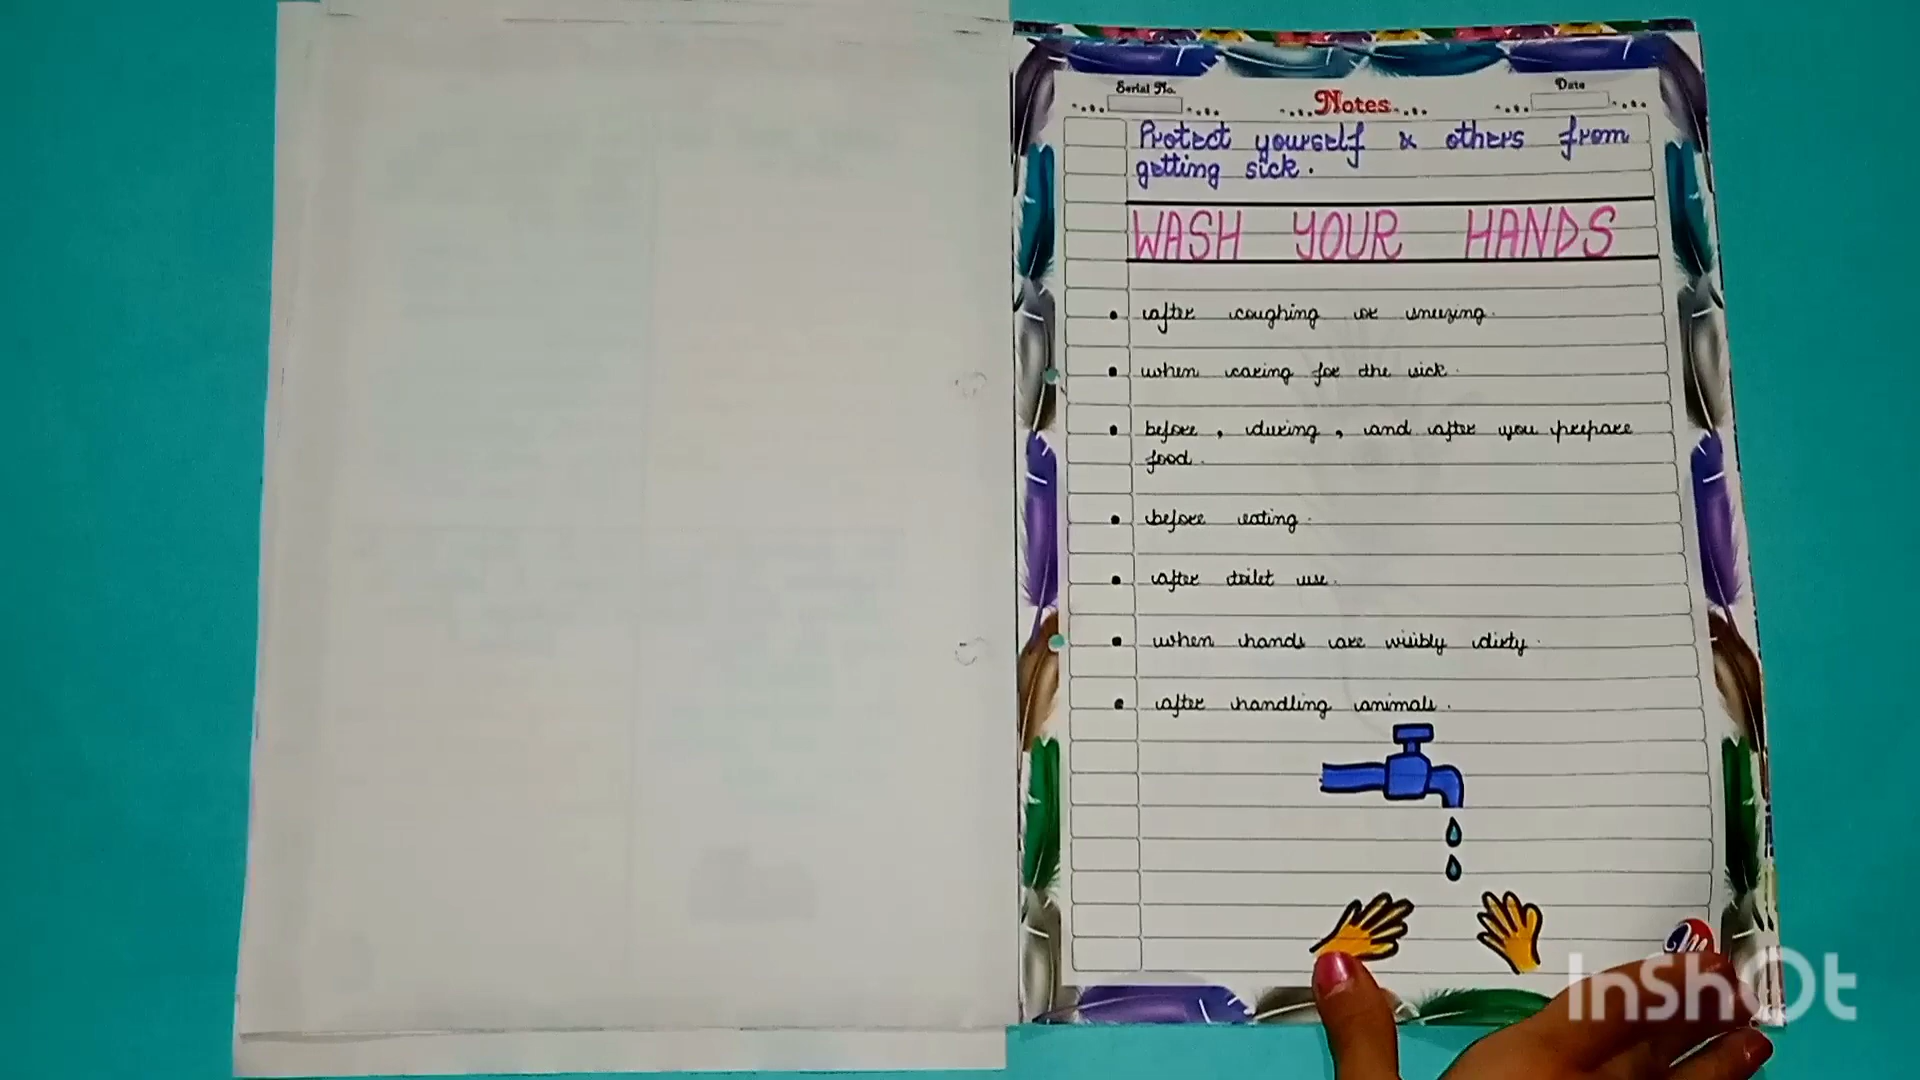 Serial No.
Notes
Date
Protect yourself & others from
getting sick.
WASH YOUR HANDS
• after coughing or sneezing.
• when caring for the sick.
• before, during, and after you prepare
food.
• before eating.
• after toilet use.
• when hands are visibly dirty.
• after handling animals.
M
InShOt